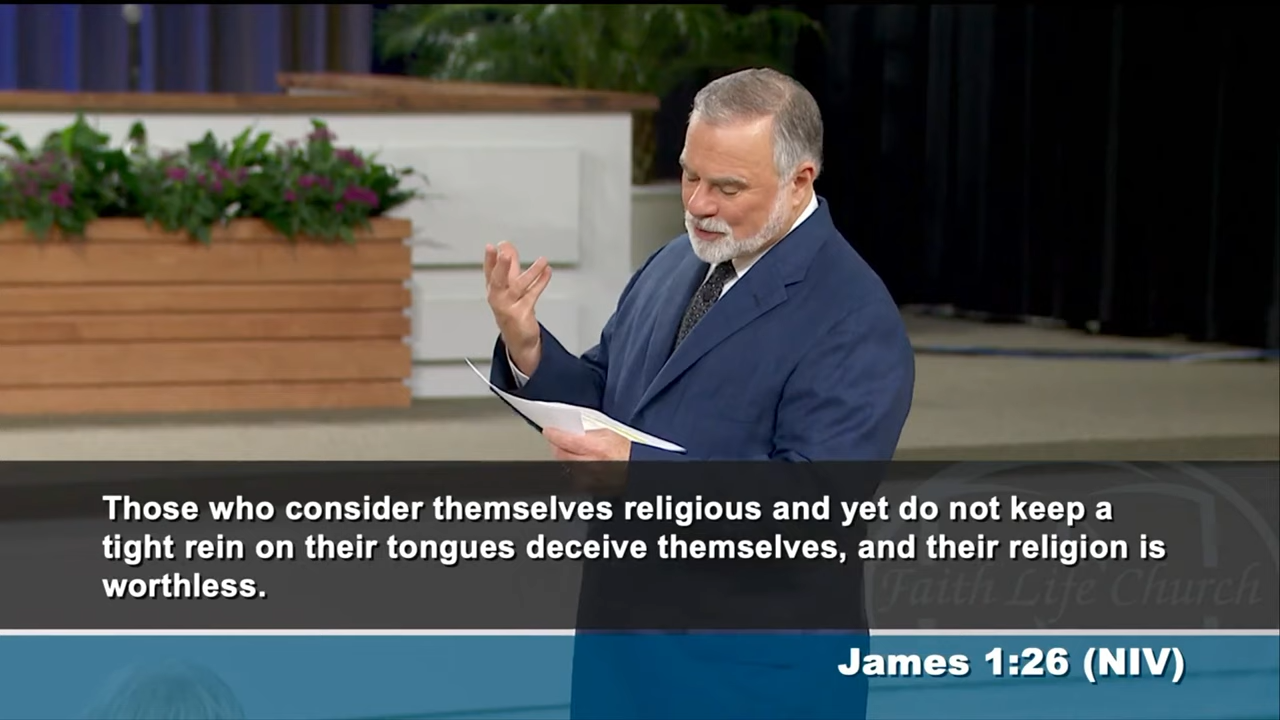 Those who consider themselves religious and yet do not keep a
tight rein on their tongues deceive themselves, and their religion is
worthless.
Faith Life Church
James 1:26 (NIV)